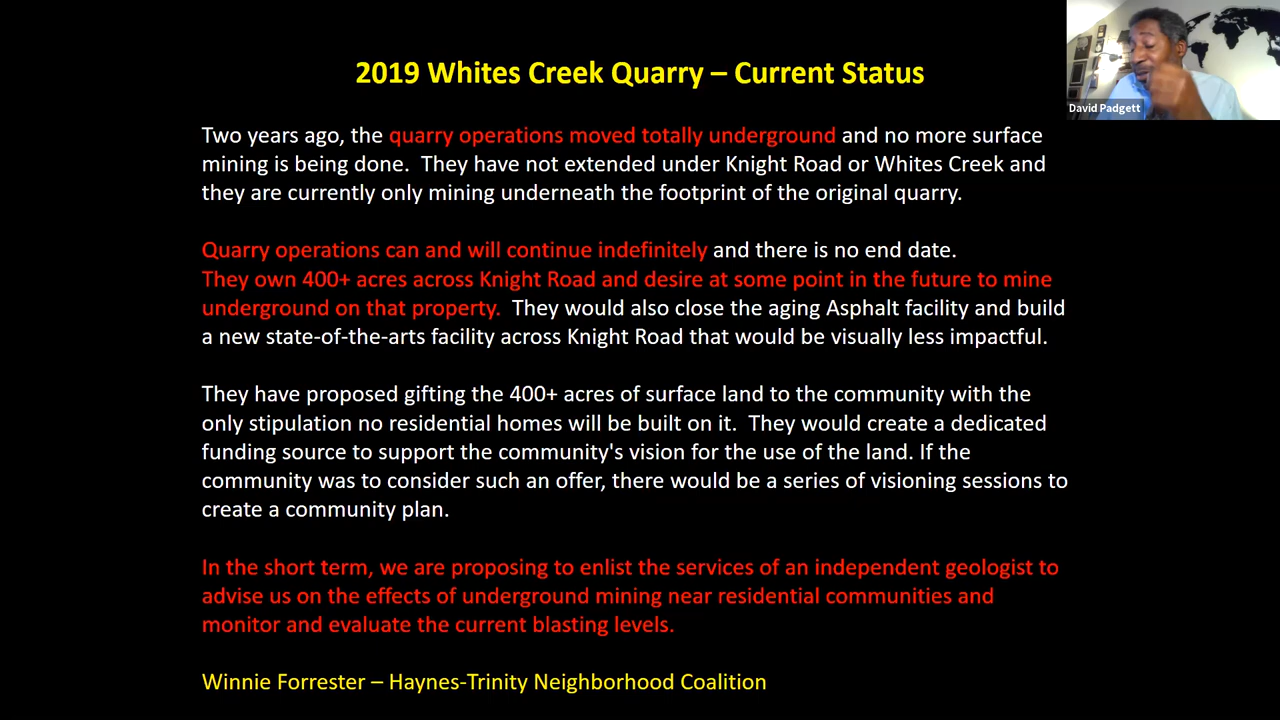 2019 Whites Creek Quarry – Current Status
David Padgett
Two years ago, the quarry operations moved totally underground and no more surface
mining is being done.  They have not extended under Knight Road or Whites Creek and
they are currently only mining underneath the footprint of the original quarry.
Quarry operations can and will continue indefinitely and there is no end date.
They own 400+ acres across Knight Road and desire at some point in the future to mine
underground on that property.  They would also close the aging Asphalt facility and build
a new state-of-the-arts facility across Knight Road that would be visually less impactful.
They have proposed gifting the 400+ acres of surface land to the community with the
only stipulation no residential homes will be built on it.  They would create a dedicated
funding source to support the community's vision for the use of the land. If the
community was to consider such an offer, there would be a series of visioning sessions to
create a community plan.
In the short term, we are proposing to enlist the services of an independent geologist to
advise us on the effects of underground mining near residential communities and
monitor and evaluate the current blasting levels.
Winnie Forrester – Haynes-Trinity Neighborhood Coalition